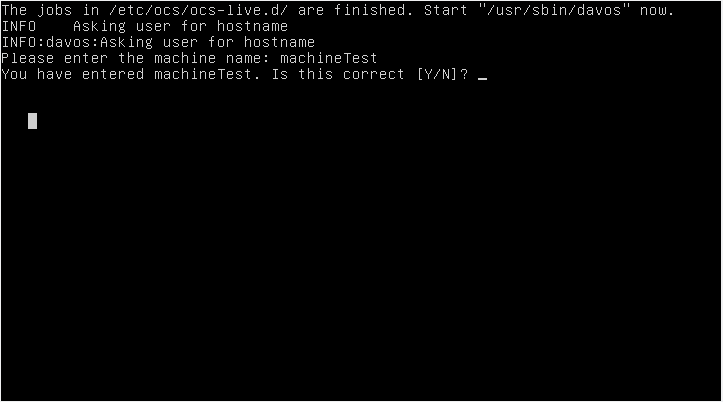 The jobs in /etc/ocs/ocs-live.d/ are finished. Start "/usr/sbin/davos" now.
INFO    Asking user for hostname
INFO:davos:Asking user for hostname
Please enter the machine name: machineTest
You have entered machineTest. Is this correct [Y/N]? _